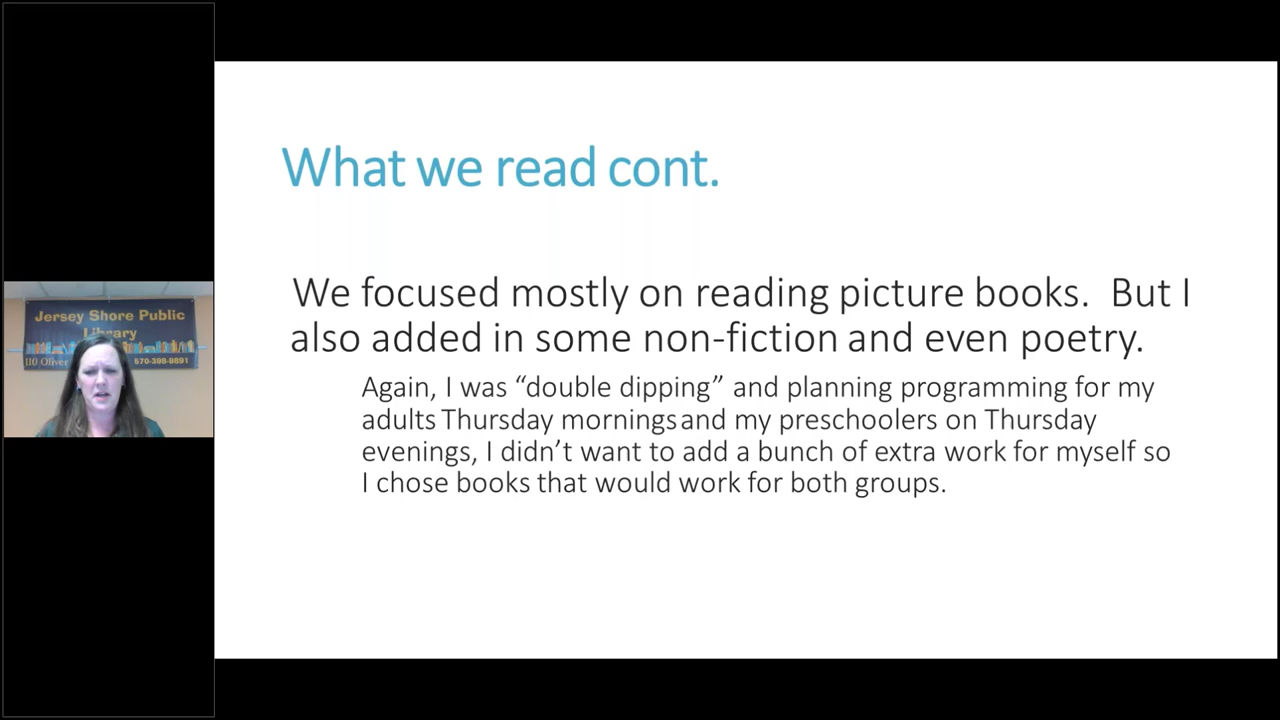 What we read cont.
We focused mostly on reading picture books. But I
also added in some non-fiction and even poetry.
Again, I was “double dipping” and planning programming for my
adults Thursday mornings and my preschoolers on Thursday
evenings, I didn’t want to add a bunch of extra work for myself so
I chose books that would work for both groups.
Jersey Shore Public
Library
110 Oliver
570-398-9891